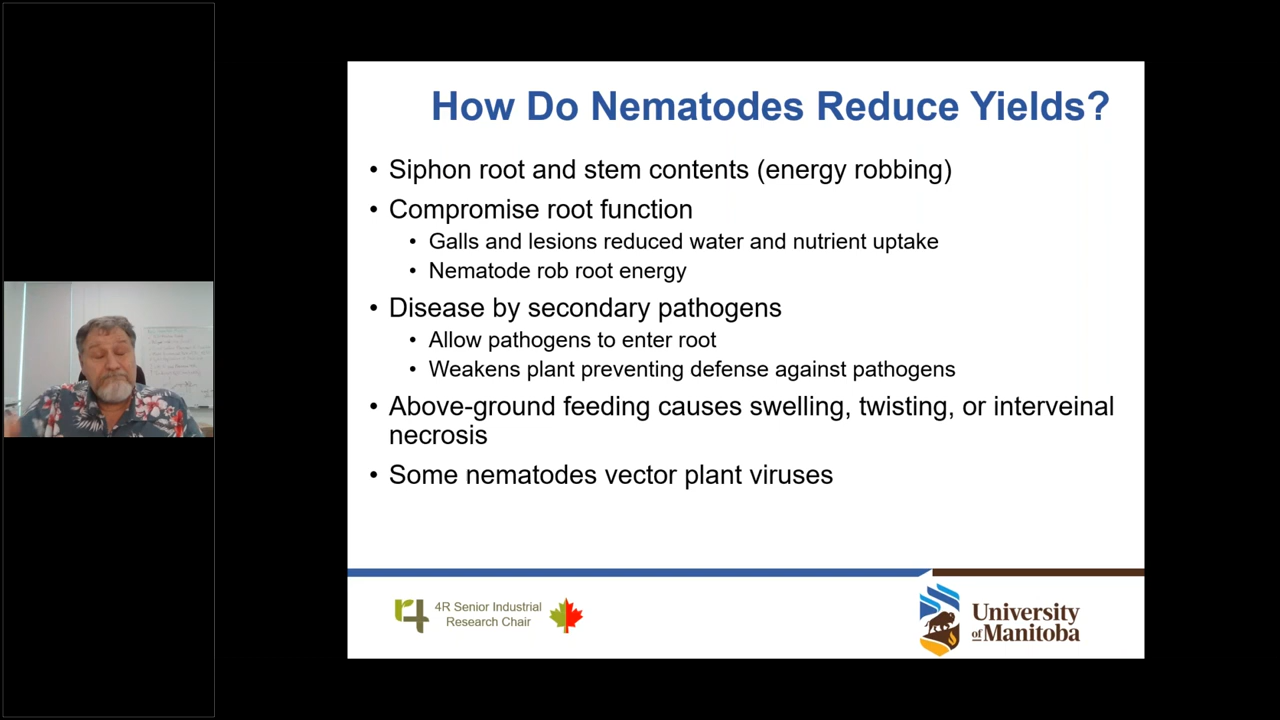 How Do Nematodes Reduce Yields?
• Siphon root and stem contents (energy robbing)
• Compromise root function
• Galls and lesions reduced water and nutrient uptake
• Nematode rob root energy
• Disease by secondary pathogens
• Allow pathogens to enter root
• Weakens plant preventing defense against pathogens
• Above-ground feeding causes swelling, twisting, or interveinal
necrosis
• Some nematodes vector plant viruses
4R Senior Industrial
Research Chair
University
of Manitoba